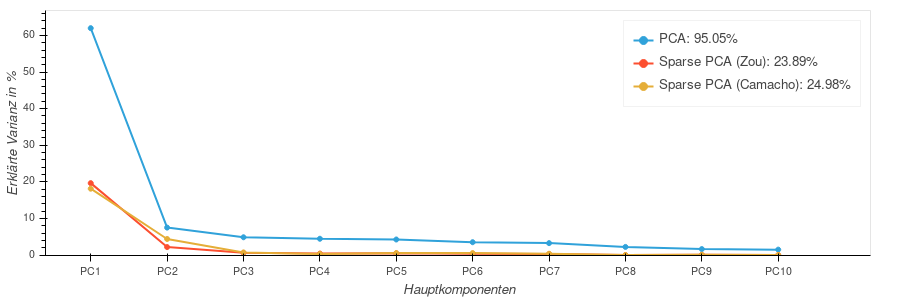 PCA: 95.05%
Sparse PCA (Zou): 23.89%
Sparse PCA (Camacho): 24.98%
Erklärte Varianz in %
60
50
40
30
20
10
0
PC1 PC2 PC3 PC4 PC5 PC6 PC7 PC8 PC9 PC10
Hauptkomponenten